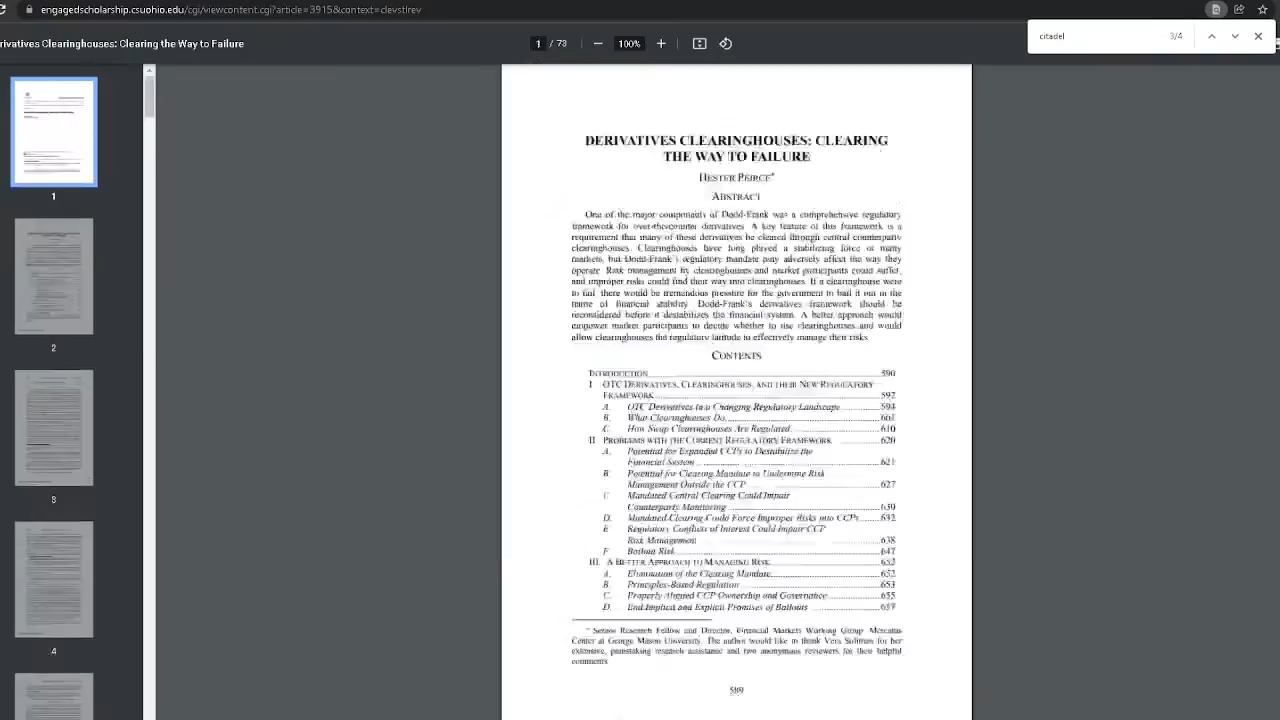 engagedscholarship.csuohio.edu/cgi/viewcontent.cgi?article=3915&context=clevstlrev
citadel 3/4
rivatives Clearinghouses: Clearing the Way to Failure 1 / 73 100%
1
2
3
4
DERIVATIVES CLEARINGHOUSES: CLEARING
THE WAY TO FAILURE
HESTER PEIRCE*
ABSTRACT
One of the major components of Dodd-Frank was a comprehensive regulatory
framework for over-the-counter derivatives. A key feature of this framework is a
requirement that many of these derivatives be cleared through central counterparty
clearinghouses. Clearinghouses have long played a stabilizing force in many
markets, but Dodd-Frank's regulatory mandate may adversely affect the way they
operate. Risk management by clearinghouses and market participants could suffer,
and improper risks could find their way into clearinghouses. If a clearinghouse were
to fail, there would be tremendous pressure for the government to bail it out in the
name of financial stability. Dodd-Frank's derivatives framework should be
reconsidered before it destabilizes the financial system. A better approach would
empower market participants to decide whether to use clearinghouses and would
allow clearinghouses the regulatory latitude to effectively manage their risks.
CONTENTS
INTRODUCTION 590
I. OTC DERIVATIVES, CLEARINGHOUSES, AND THEIR NEW REGULATORY
FRAMEWORK 592
A. OTC Derivatives in a Changing Regulatory Landscape 594
B. What Clearinghouses Do
C. How Swap Clearinghouses Are Regulated 610
II. PROBLEMS WITH THE CURRENT REGULATORY FRAMEWORK 620
A. Potential for Expanded CCPs to Destabilize the
Financial System 621
B. Potential for Clearing Mandate to Undermine Risk
Management Outside the CCP 627
C. Mandated Central Clearing Could Impair
Counterparty Monitoring
D. Mandated Clearing Could Force Improper Risks into CCPs
E. Regulatory Conflicts of Interest Could Impair CCP
Risk Management 638
F. Bailout Risk 647
III. A BETTER APPROACH TO MANAGING RISK 652
A. Elimination of the Clearing Mandate 652
B. Principles-Based Regulation 653
C. Properly Aligned CCP Ownership and Governance 655
D. End Implicit and Explicit Promises of Bailouts 657
* Senior Research Fellow and Director, Financial Markets Working Group, Mercatus
Center at George Mason University. The author would like to thank Vera Soliman for her
extensive, painstaking research assistance and two anonymous reviewers for their helpful
comments.
589